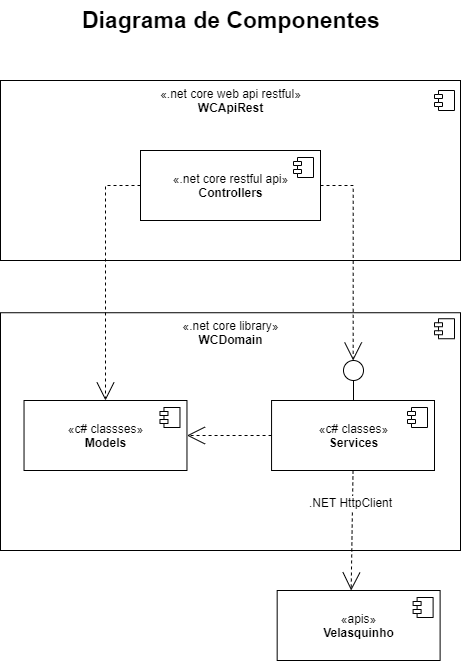 Diagrama de Componentes
«.net core web api restful»
WCApiRest
«.net core restful api»
Controllers
«.net core library»
WCDomain
«c# classses»
Models
«c# classes»
Services
.NET HttpClient
«apis»
Velasquinho